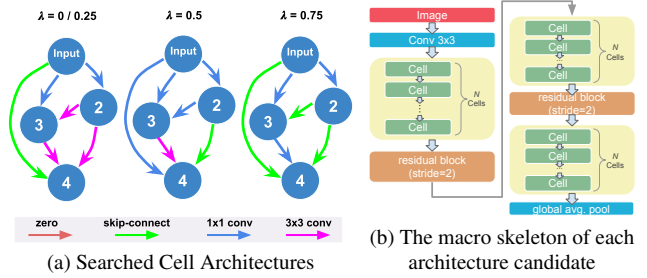 λ = 0 / 0.25
λ = 0.5
λ = 0.75
Input
2
3
4
Input
2
3
4
Input
2
3
4
zero
skip-connect
1x1 conv
3x3 conv
(a) Searched Cell Architectures
Image
Conv 3x3
Cell
Cell
Cell
N
Cells
residual block
(stride=2)
Cell
Cell
Cell
N
Cells
residual block
(stride=2)
Cell
Cell
Cell
N
Cells
global avg. pool
(b) The macro skeleton of each
architecture candidate